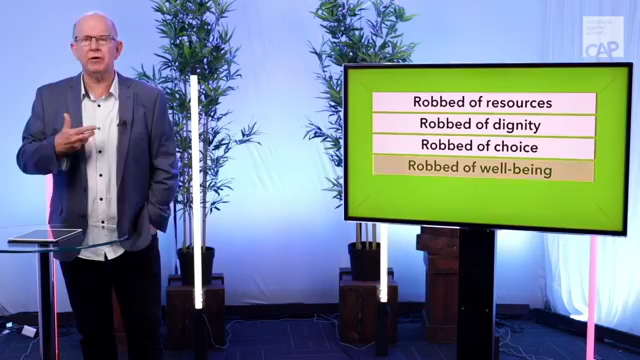 CAP
Robbed of resources
Robbed of dignity
Robbed of choice
Robbed of well-being